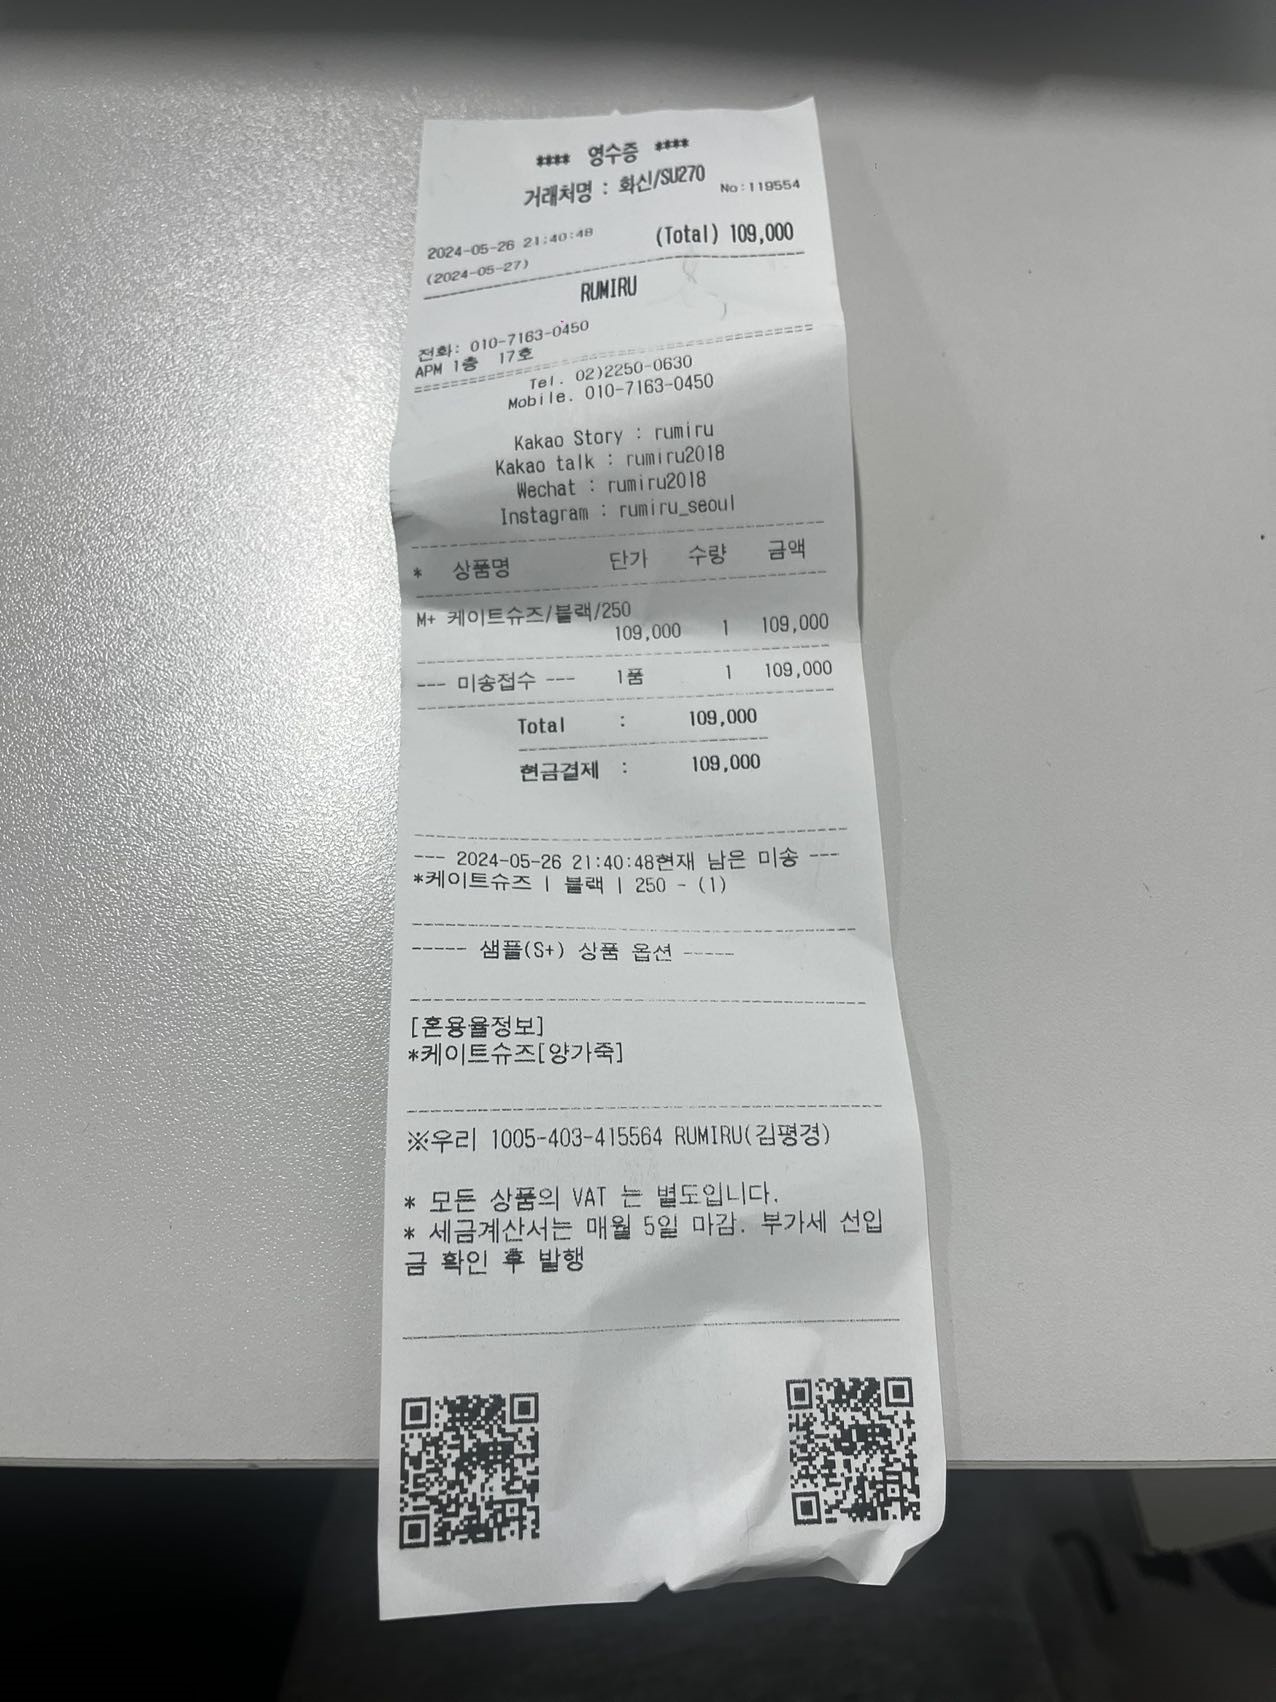 **** 영수증 ****
거래처명 : 화신/SU270
No:119554
2024-05-26 21:40:48 (Total) 109,000
(2024-05-27)
RUMIRU
전화: 010-7163-0450
APM 1층 17호
Tel. 02)2250-0630
Mobile. 010-7163-0450
Kakao Story : rumiru
Kakao talk : rumiru2018
Wechat : rumiru2018
Instagram : rumiru_seoul
* 상품명 단가 수량 금액
M+ 케이트슈즈/블랙/250
109,000 1 109,000
--- 미송접수 --- 1품 1 109,000
Total : 109,000
현금결제 : 109,000
--- 2024-05-26 21:40:48현재 남은 미송 ---
*케이트슈즈 | 블랙 | 250 - (1)
----- 샘플(S+) 상품 옵션 -----
[혼용율정보]
*케이트슈즈[양가죽]
※우리 1005-403-415564 RUMIRU(김평경)
* 모든 상품의 VAT 는 별도입니다.
* 세금계산서는 매월 5일 마감. 부가세 선입
금 확인 후 발행